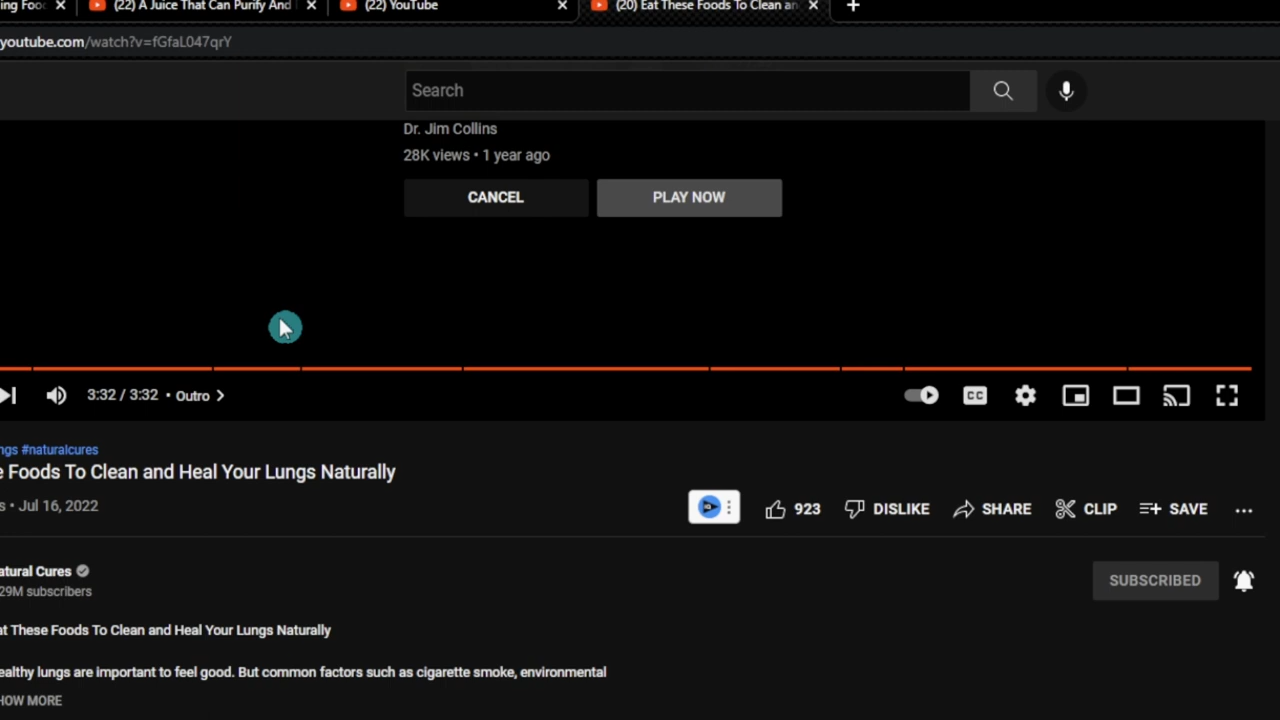 ing Foo
(22) A Juice That Can Purify And
(22) YouTube
(20) Eat These Foods To Clean an
youtube.com/watch?v=fGfaL047qrY
Search
Dr. Jim Collins
28K views • 1 year ago
CANCEL
PLAY NOW
3:32 / 3:32 • Outro
CC
ngs #naturalcures
e Foods To Clean and Heal Your Lungs Naturally
s • Jul 16, 2022
923
DISLIKE
SHARE
CLIP
SAVE
atural Cures
29M subscribers
SUBSCRIBED
at These Foods To Clean and Heal Your Lungs Naturally
ealthy lungs are important to feel good. But common factors such as cigarette smoke, environmental
HOW MORE